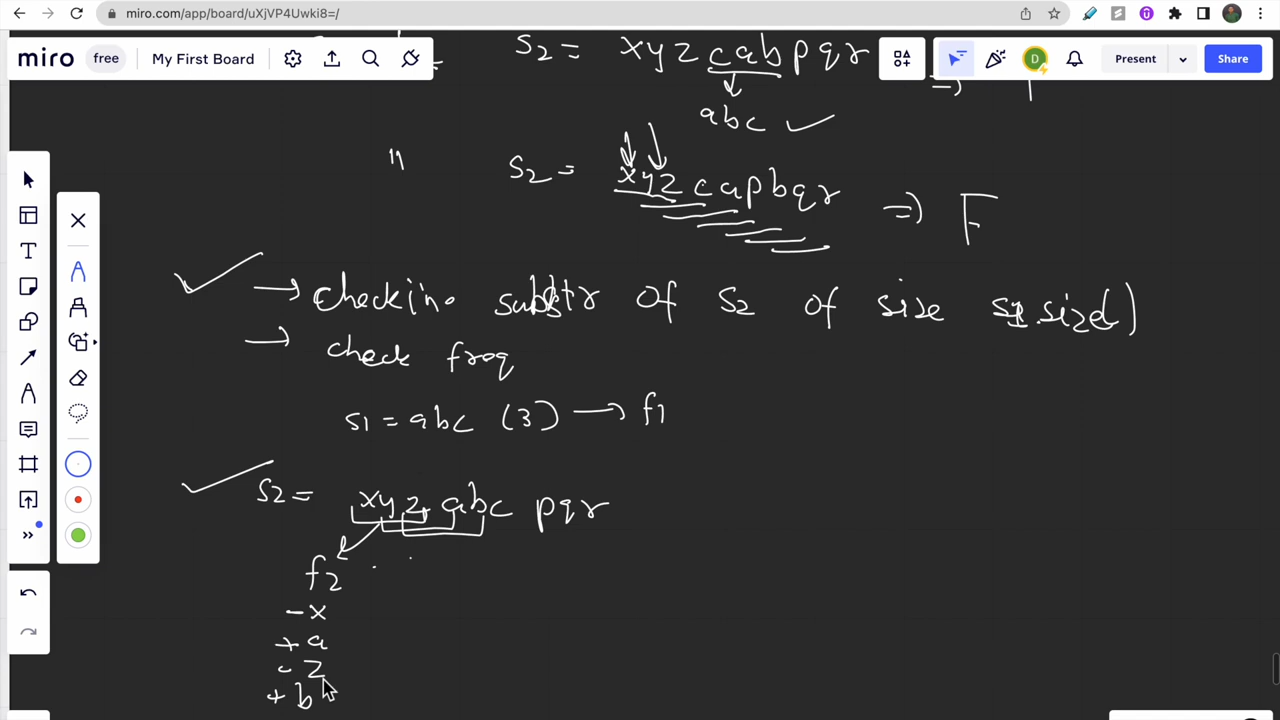 miro.com/app/board/uXjVP4Uwki8=/
miro free My First Board
Present Share
S2 = xyzcabpqr => F
abc
11 S2 = xyzcapbqr => F
→ checking substr of S2 of size s1.size()
→ check freq
s1 = abc (3) → f1
S2 = xyzabc pqr
f2
- x
+ a
- z
+ b